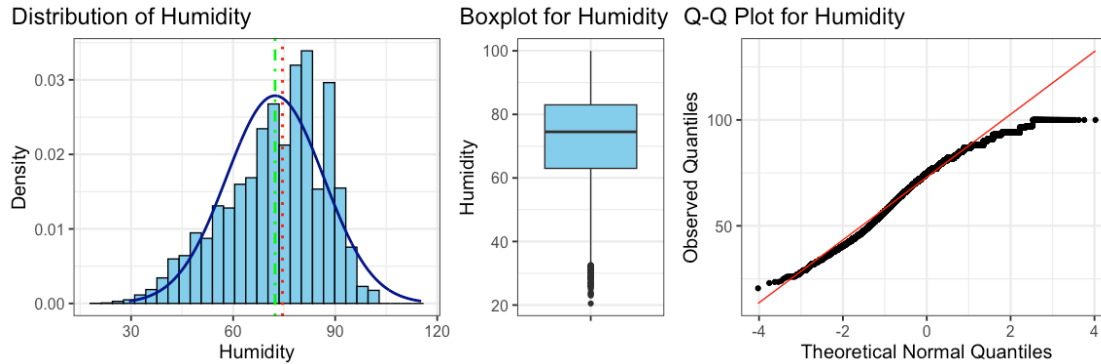 Distribution of Humidity
Density
0.03
0.02
0.01
0.00
30
60
90
120
Humidity
Boxplot for Humidity
Humidity
100
80
60
40
20
Q-Q Plot for Humidity
Observed Quantiles
100
50
-4
-2
0
2
4
Theoretical Normal Quantiles